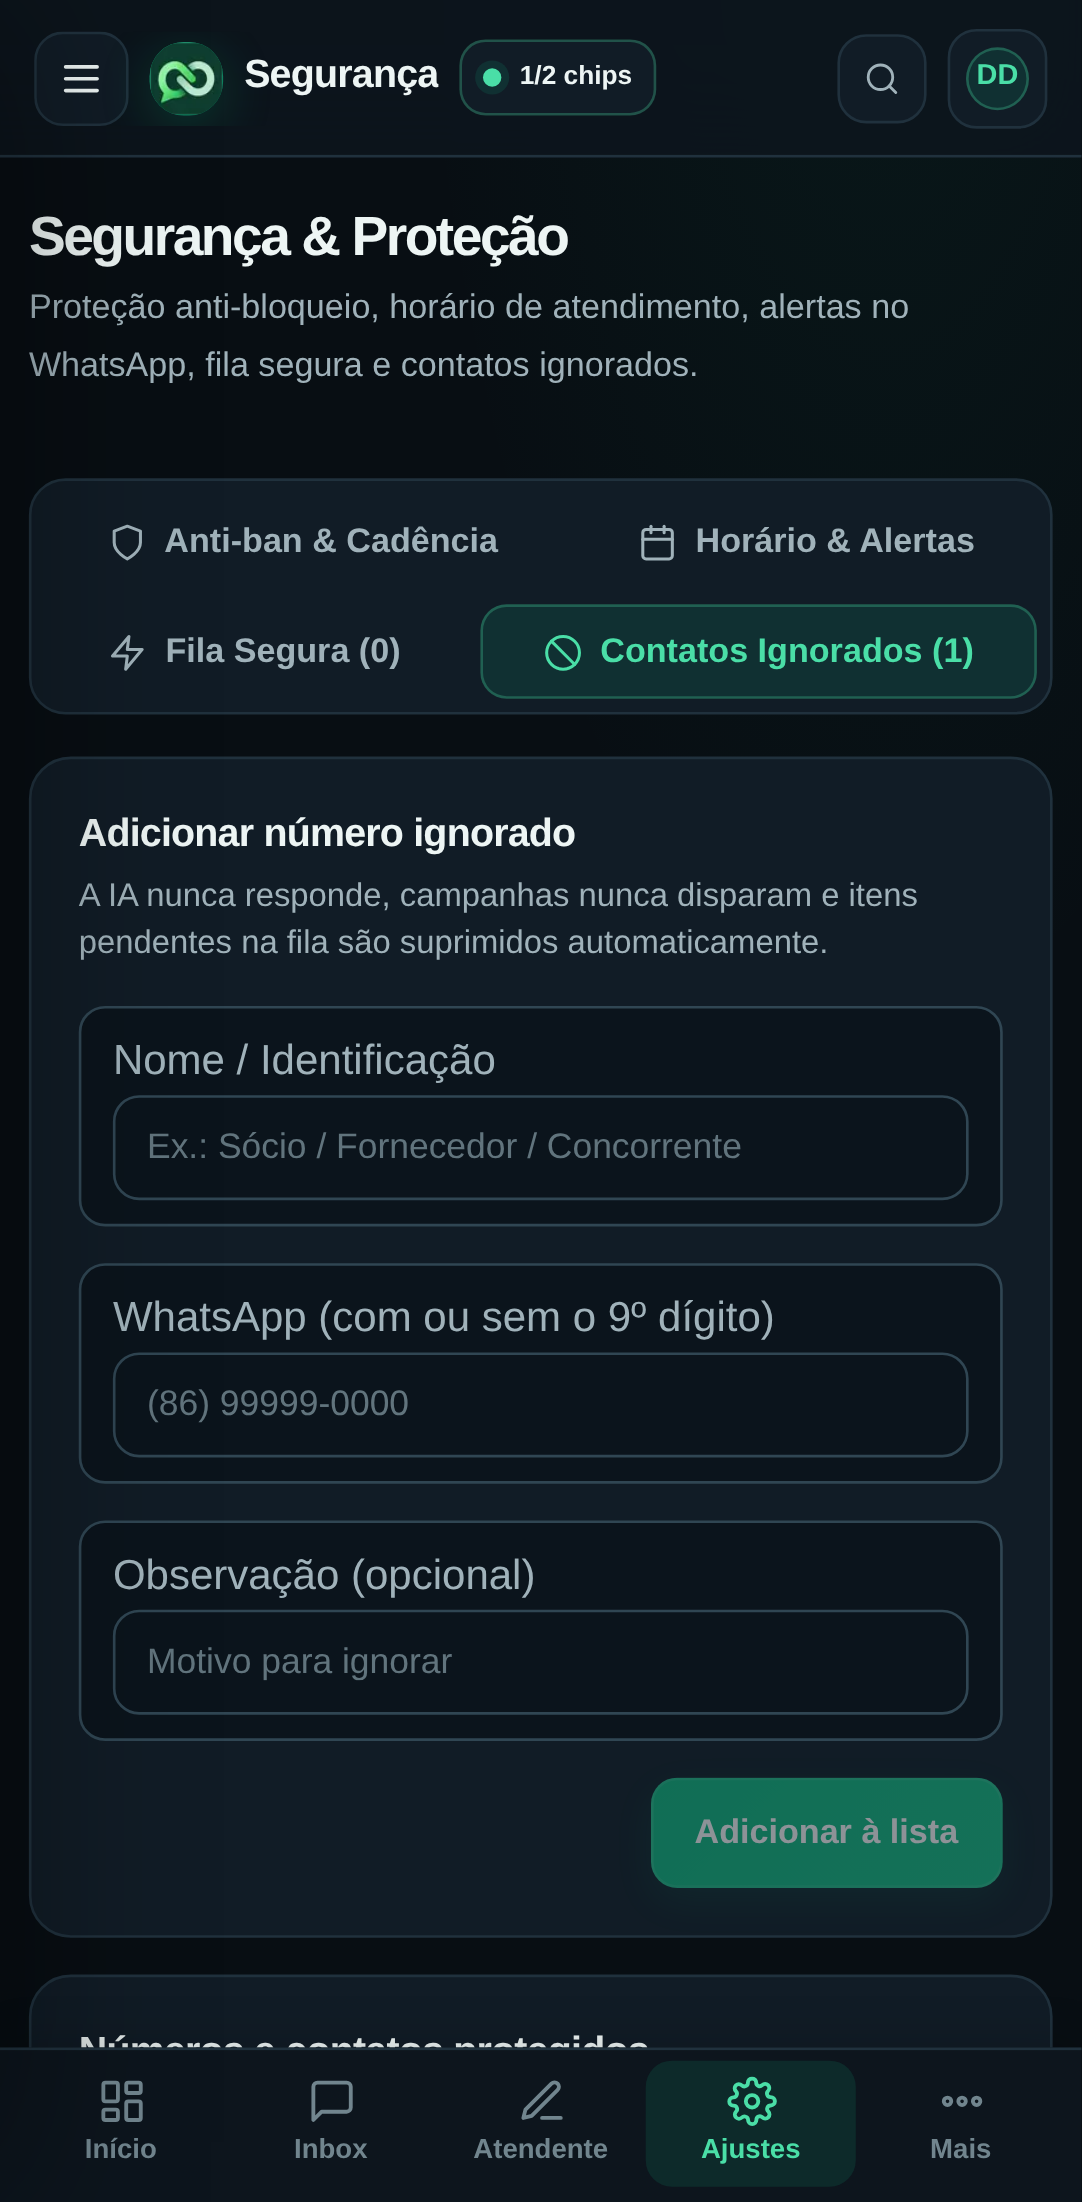 Segurança
1/2 chips
DD
Segurança & Proteção
Proteção anti-bloqueio, horário de atendimento, alertas no
WhatsApp, fila segura e contatos ignorados.
Anti-ban & Cadência
Horário & Alertas
Fila Segura (0)
Contatos Ignorados (1)
Adicionar número ignorado
A IA nunca responde, campanhas nunca disparam e itens
pendentes na fila são suprimidos automaticamente.
Nome / Identificação
Ex.: Sócio / Fornecedor / Concorrente
WhatsApp (com ou sem o 9º dígito)
(86) 99999-0000
Observação (opcional)
Motivo para ignorar
Adicionar à lista
Números e contatos protegidos
Início
Inbox
Atendente
Ajustes
Mais